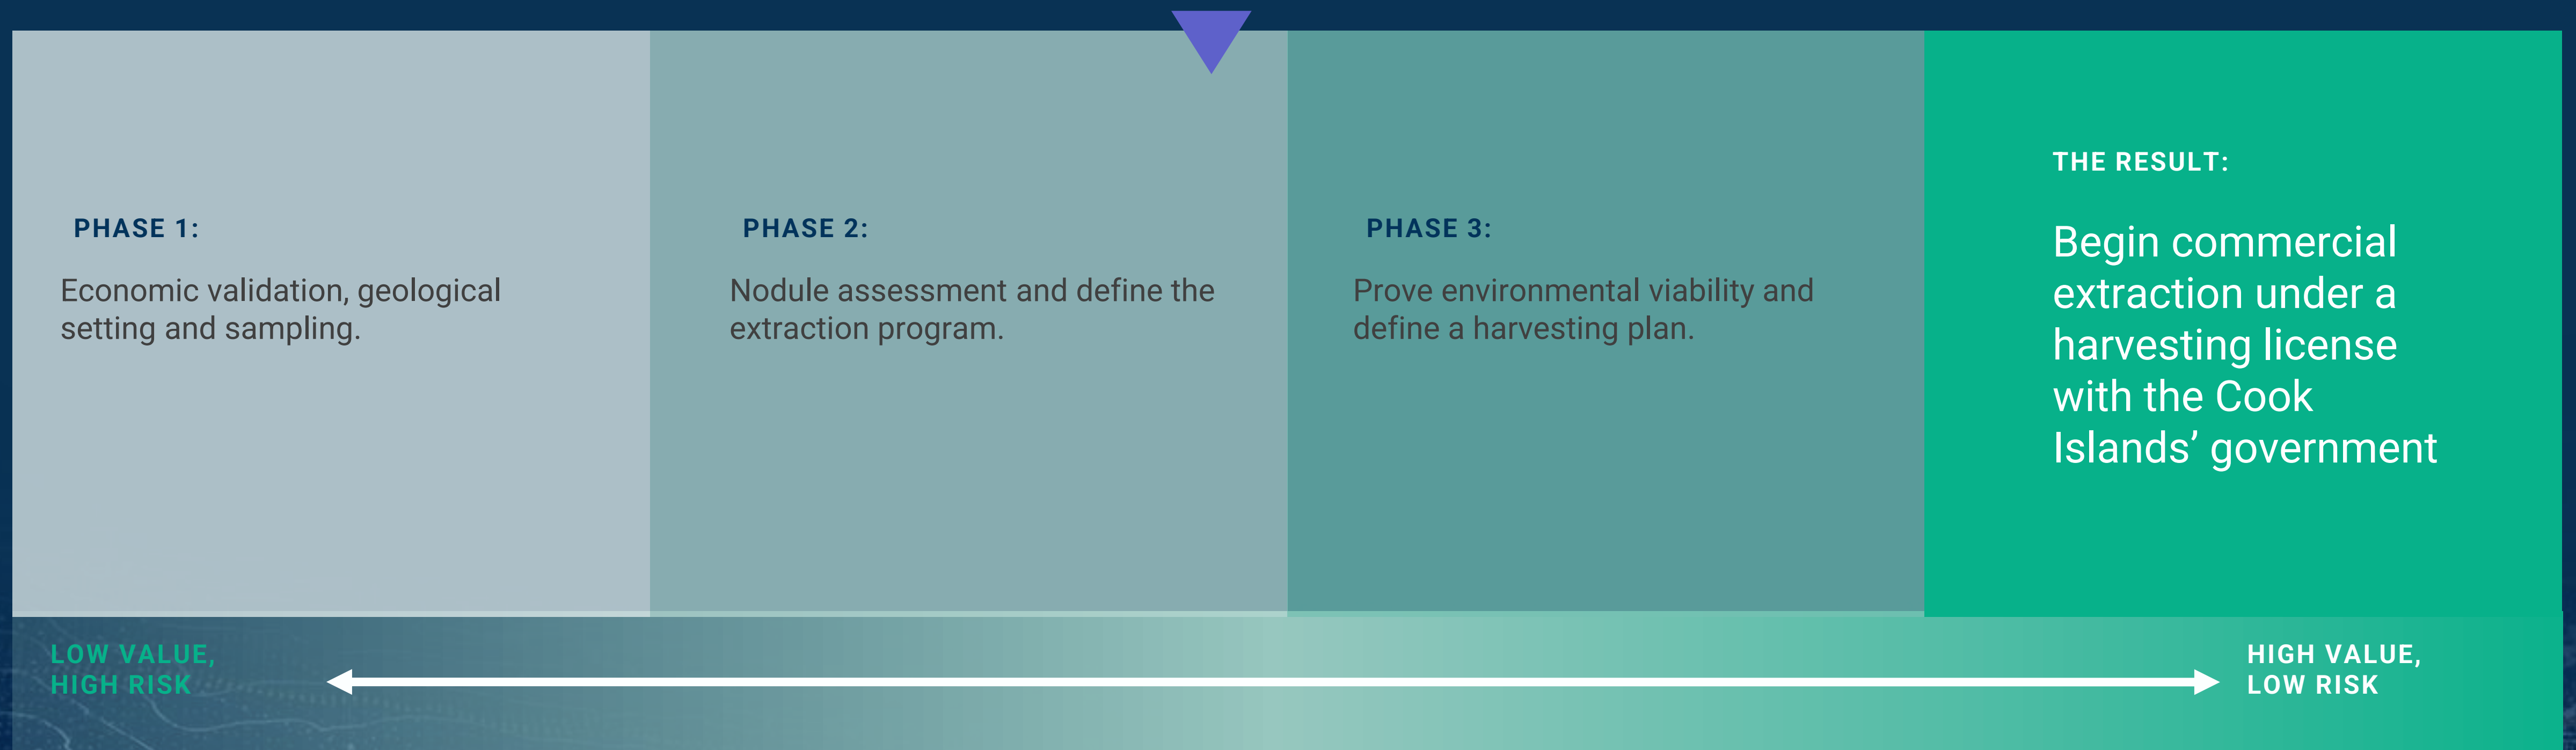 PHASE 1:
Economic validation, geological
setting and sampling.
PHASE 2:
Nodule assessment and define the
extraction program.
PHASE 3:
Prove environmental viability and
define a harvesting plan.
THE RESULT:
Begin commercial
extraction under a
harvesting license
with the Cook
Islands’ government
LOW VALUE,
HIGH RISK
HIGH VALUE,
LOW RISK